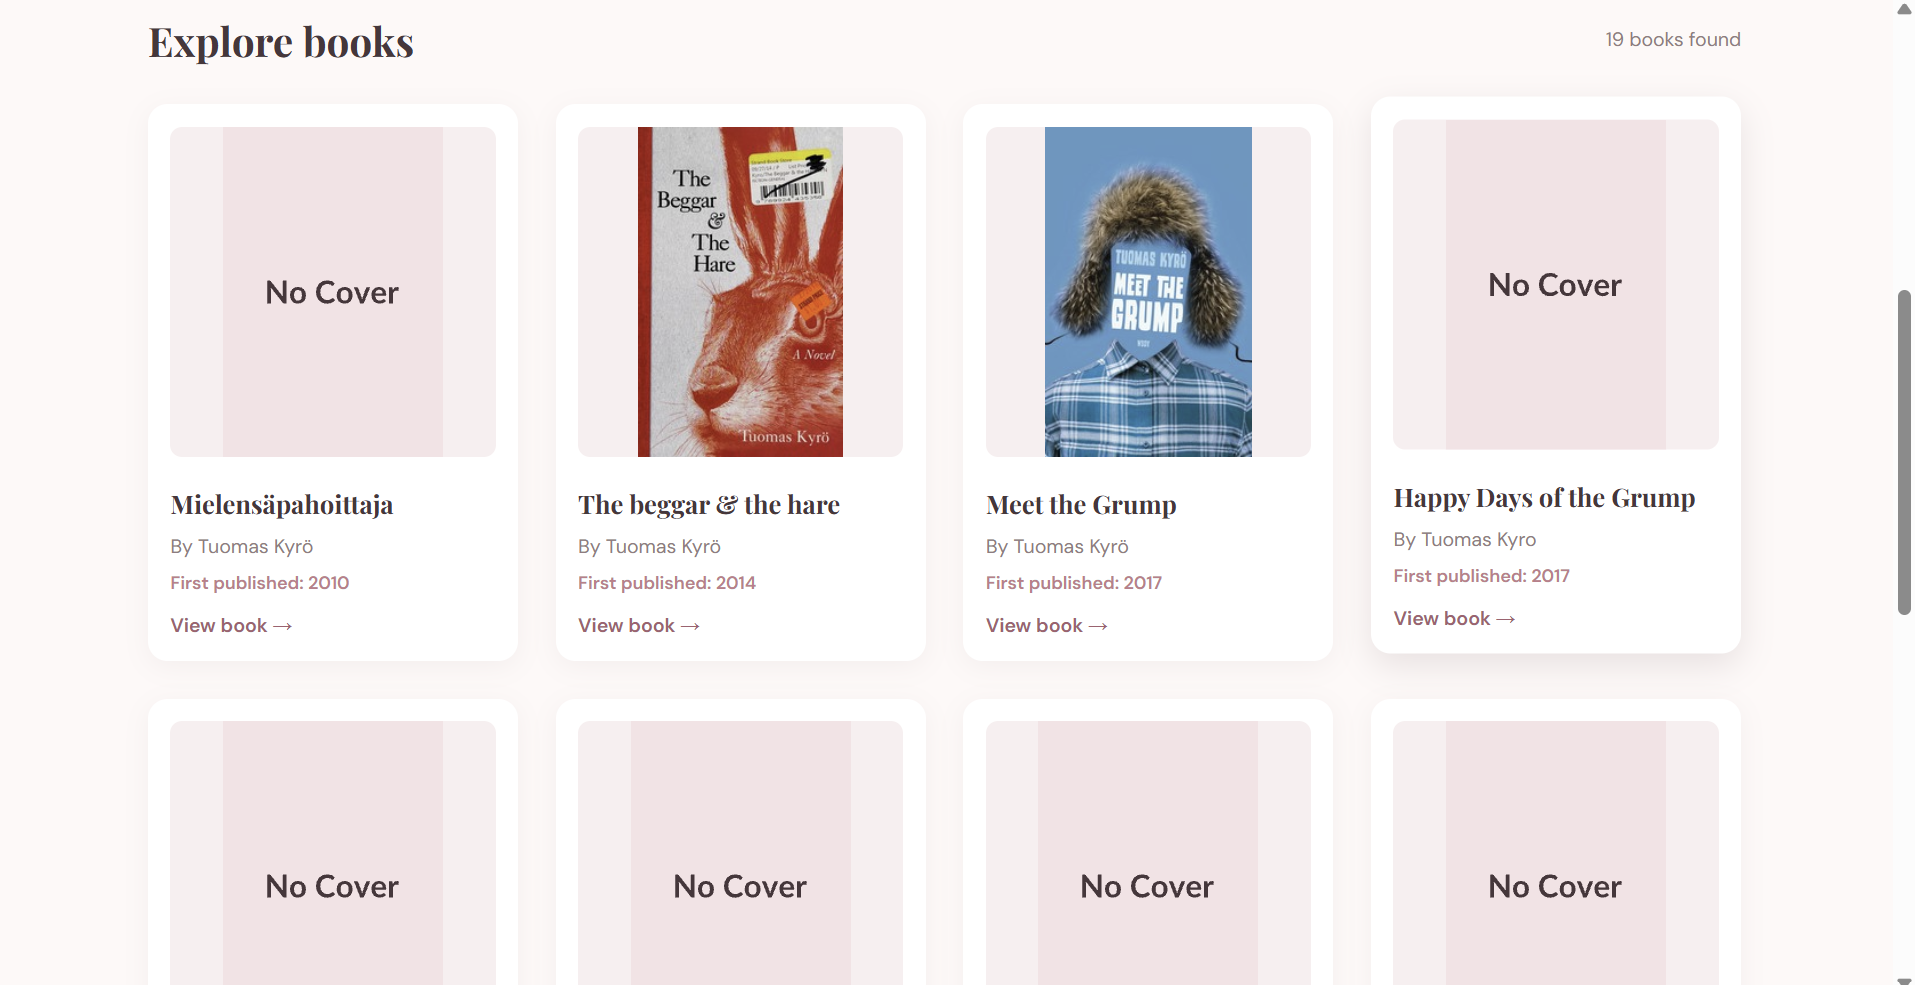 Explore books
19 books found
No Cover
The
Beggar
&
The
Hare
A Novel
Tuomas Kyrö
TUOMAS KYRÖ
MEET THE
GRUMP
No Cover
Mielensäpahoittaja
By Tuomas Kyrö
First published: 2010
View book →
The beggar & the hare
By Tuomas Kyrö
First published: 2014
View book →
Meet the Grump
By Tuomas Kyrö
First published: 2017
View book →
Happy Days of the Grump
By Tuomas Kyro
First published: 2017
View book →
No Cover
No Cover
No Cover
No Cover